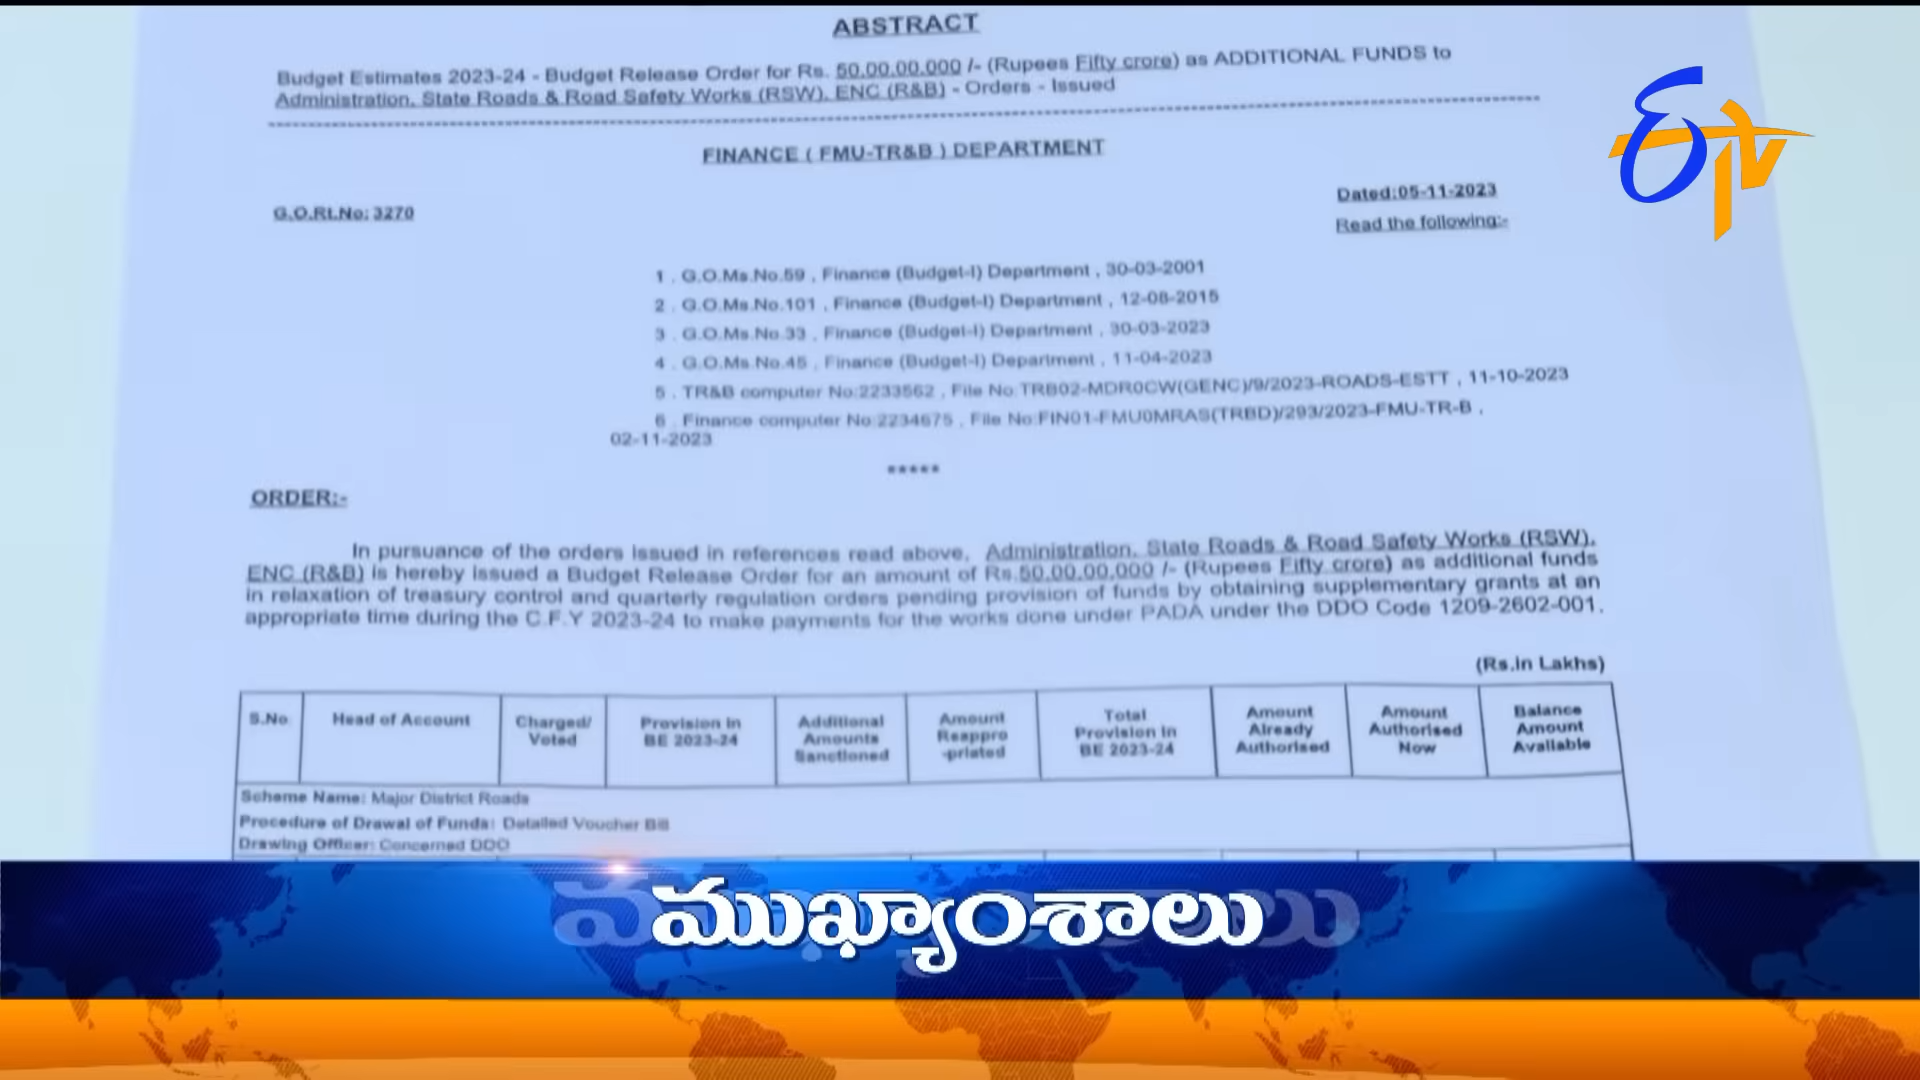 ABSTRACT
Budget Estimates 2023-24 - Budget Release Order for Rs. 50,00,00,000 /- (Rupees Fifty crore) as ADDITIONAL FUNDS to
Administration, State Roads & Road Safety Works (RSW), ENC (R&B) - Orders - Issued
ETV
FINANCE ( FMU-TR&B ) DEPARTMENT
Dated:05-11-2023
G.O.Rt.No: 3270
Read the following:-
1 . G.O.Ms.No.59 , Finance (Budget-I) Department , 30-03-2001
2 . G.O.Ms.No.101 , Finance (Budget-I) Department , 12-08-2015
3 . G.O.Ms.No.33 , Finance (Budget-I) Department , 30-03-2023
4 . G.O.Ms.No.45 , Finance (Budget-I) Department , 11-04-2023
5 . TR&B computer No:2233562 , File No:TRB02-MDR0CW(GENC)/9/2023-ROADS-ESTT , 11-10-2023
6 . Finance computer No:2234675 , File No:FIN01-FMU0MRAS(TRBD)/293/2023-FMU-TR-B ,
02-11-2023
*****
ORDER:-
In pursuance of the orders issued in references read above, Administration, State Roads & Road Safety Works (RSW),
ENC (R&B) is hereby issued a Budget Release Order for an amount of Rs.50,00,00,000 /- (Rupees Fifty crore) as additional funds
in relaxation of treasury control and quarterly regulation orders pending provision of funds by obtaining supplementary grants at an
appropriate time during the C.F.Y 2023-24 to make payments for the works done under PADA under the DDO Code 1209-2602-001.
(Rs.in Lakhs)
S.No Head of Account Charged/ Voted Provision in BE 2023-24 Additional Amounts Sanctioned Amount Reappro -priated Total Provision in BE 2023-24 Amount Already Authorised Amount Authorised Now Balance Amount Available
Scheme Name: Major District Roads
Procedure of Drawal of Funds: Detailed Voucher Bill
Drawing Officer: Concerned DDO
ముఖ్యాంశాలు